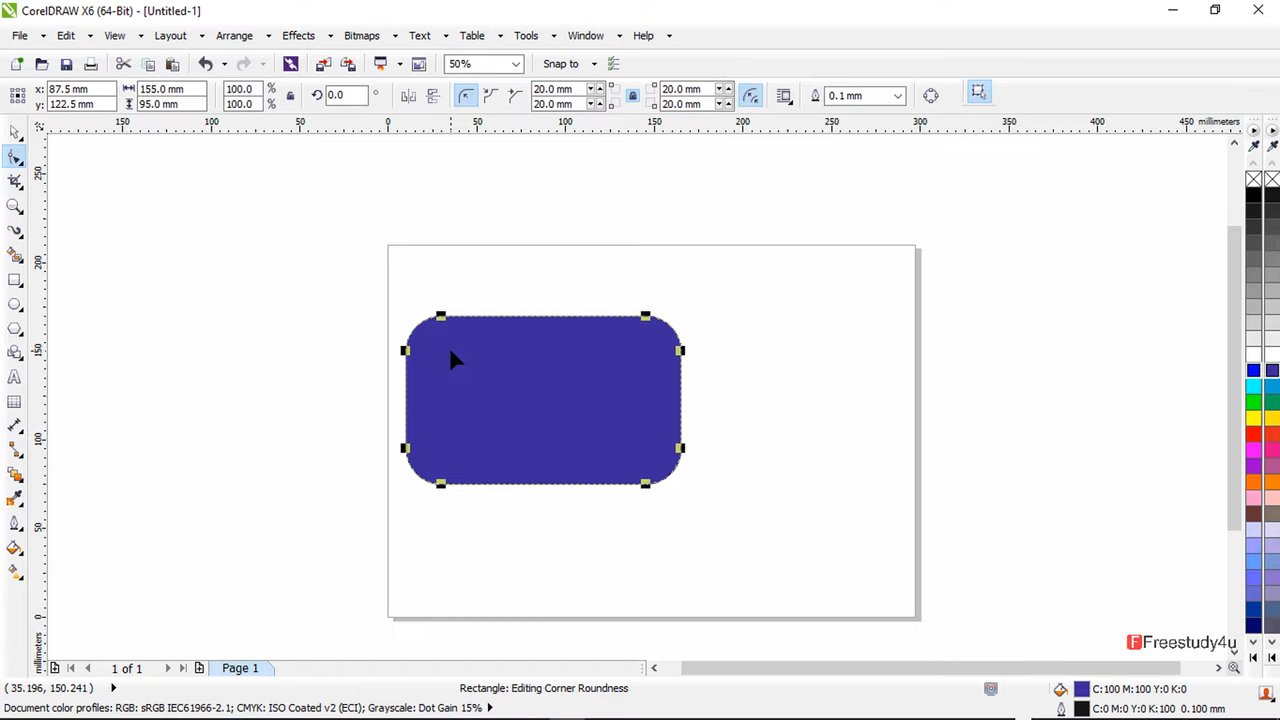 CorelDRAW X6 (64-Bit) - [Untitled-1]
File Edit View Layout Arrange Effects Bitmaps Text Table Tools Window Help
50% Snap to
x: 87.5 mm 155.0 mm 100.0 % 0.0 ° 20.0 mm 20.0 mm 0.1 mm
y: 122.5 mm 95.0 mm 100.0 % 20.0 mm 20.0 mm
150 100 50 0 50 100 150 200 250 300 350 400 450 millimeters
250
200
150
100
50
0
millimeters
Freestudy4u
1 of 1 Page 1
(35.196, 150.241) Rectangle: Editing Corner Roundness C:100 M:100 Y:0 K:0
Document color profiles: RGB: sRGB IEC61966-2.1; CMYK: ISO Coated v2 (ECI); Grayscale: Dot Gain 15% C:0 M:0 Y:0 K:100 0.100 mm